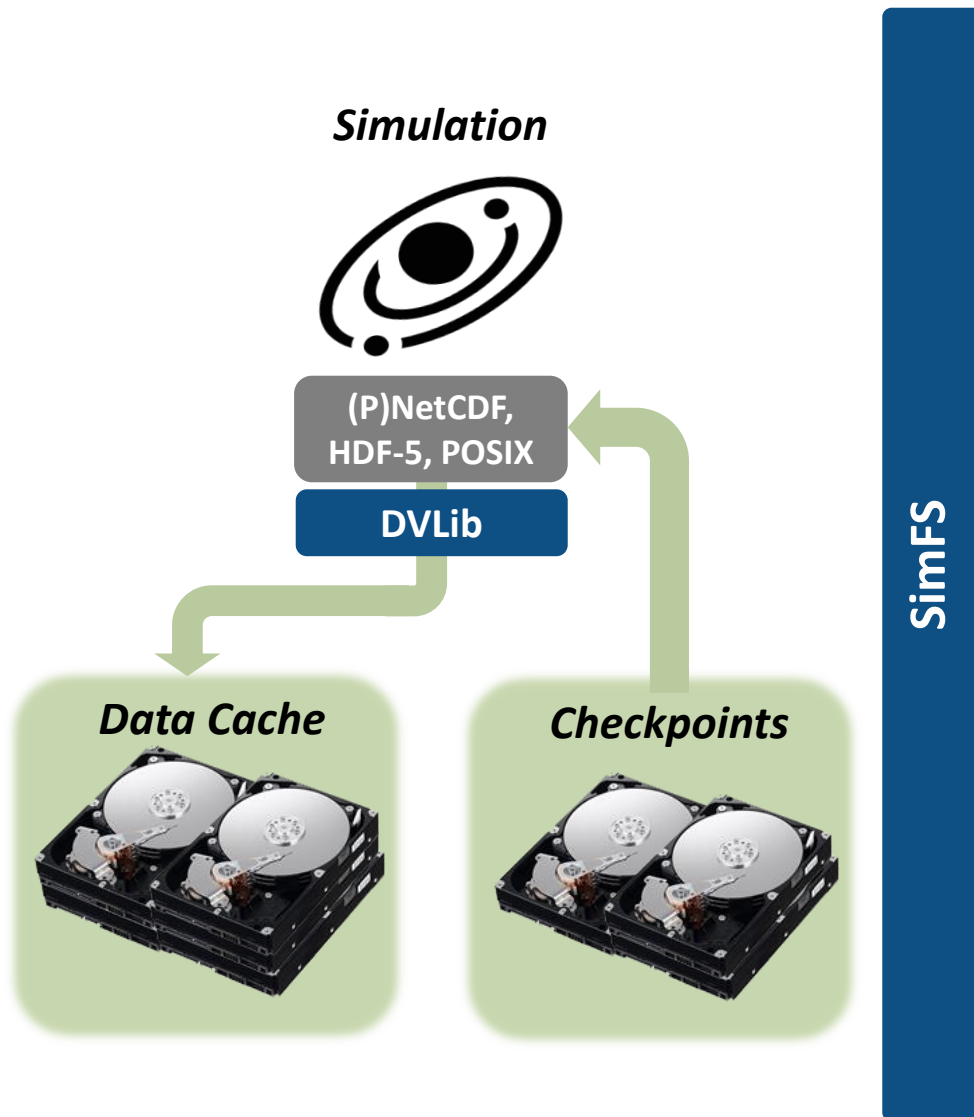 Simulation
(P)NetCDF,
HDF-5, POSIX
DVLib
Data Cache
Checkpoints
SimFS